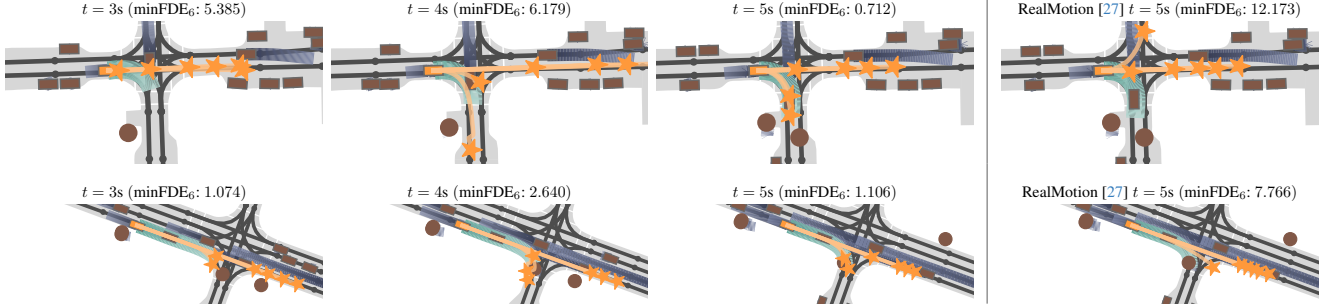 t = 3s (minFDE₆: 5.385)
t = 4s (minFDE₆: 6.179)
t = 5s (minFDE₆: 0.712)
RealMotion [27] t = 5s (minFDE₆: 12.173)
t = 3s (minFDE₆: 1.074)
t = 4s (minFDE₆: 2.640)
t = 5s (minFDE₆: 1.106)
RealMotion [27] t = 5s (minFDE₆: 7.766)